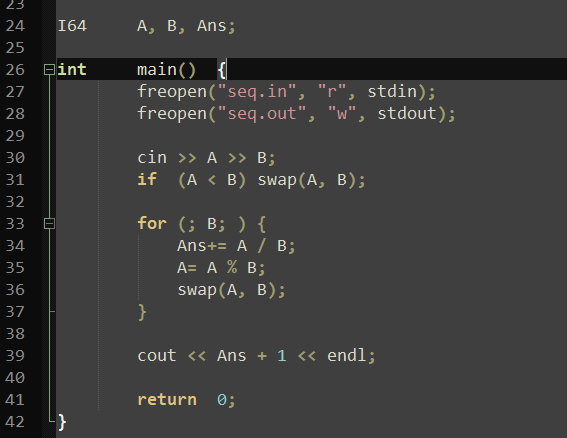 23
24 I64 A, B, Ans;
25
26 int main() {
27 freopen("seq.in", "r", stdin);
28 freopen("seq.out", "w", stdout);
29
30 cin >> A >> B;
31 if (A < B) swap(A, B);
32
33 for (; B; ) {
34 Ans+= A / B;
35 A= A % B;
36 swap(A, B);
37 }
38
39 cout << Ans + 1 << endl;
40
41 return 0;
42 }